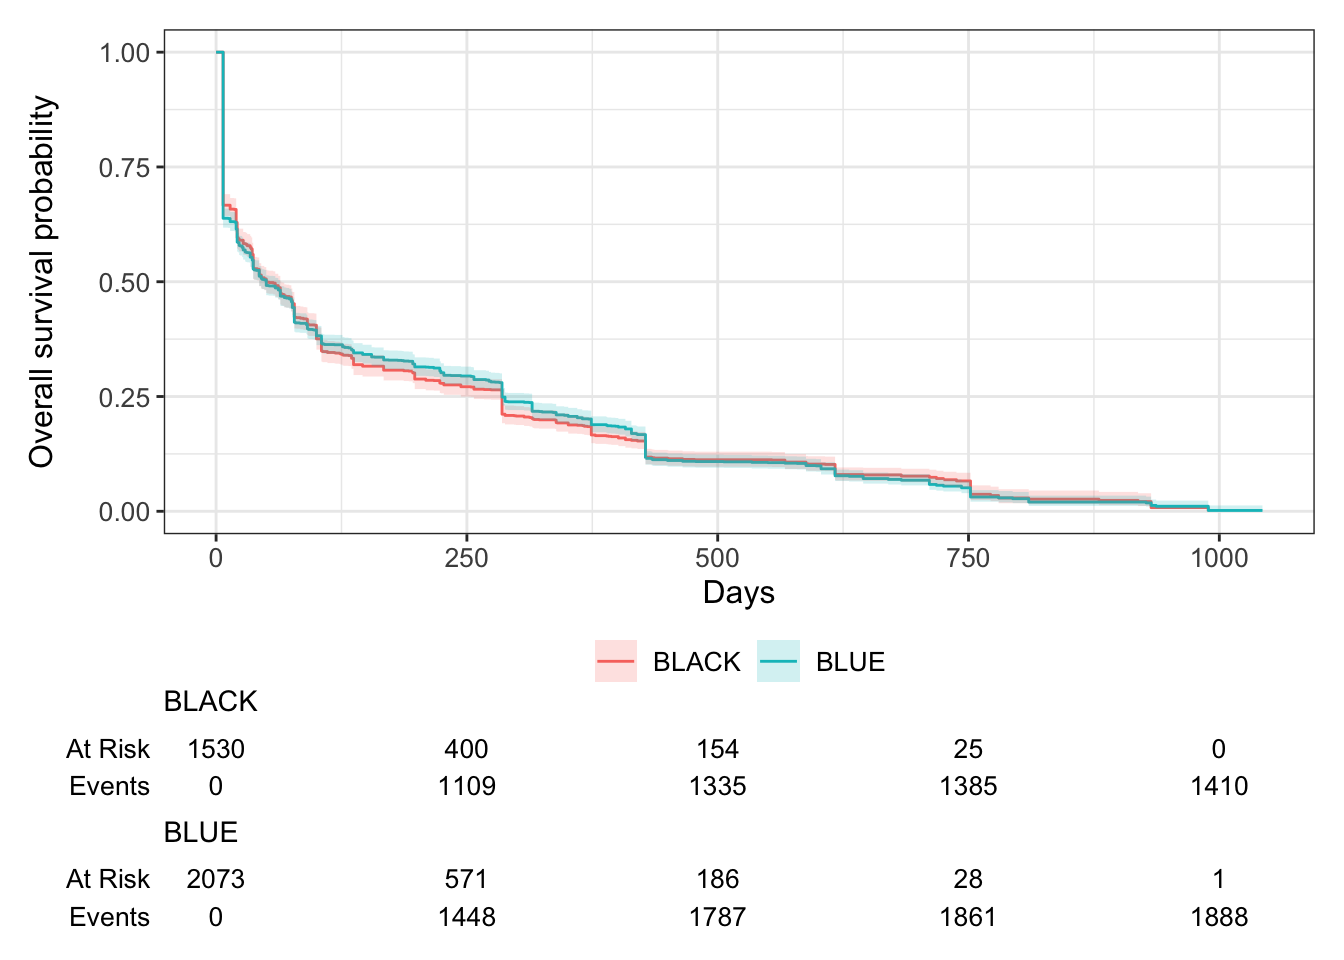 Overall survival probability
1.00
0.75
0.50
0.25
0.00
0 250 500 750 1000
Days
BLACK BLUE
BLACK
At Risk 1530 400 154 25 0
Events 0 1109 1335 1385 1410
BLUE
At Risk 2073 571 186 28 1
Events 0 1448 1787 1861 1888